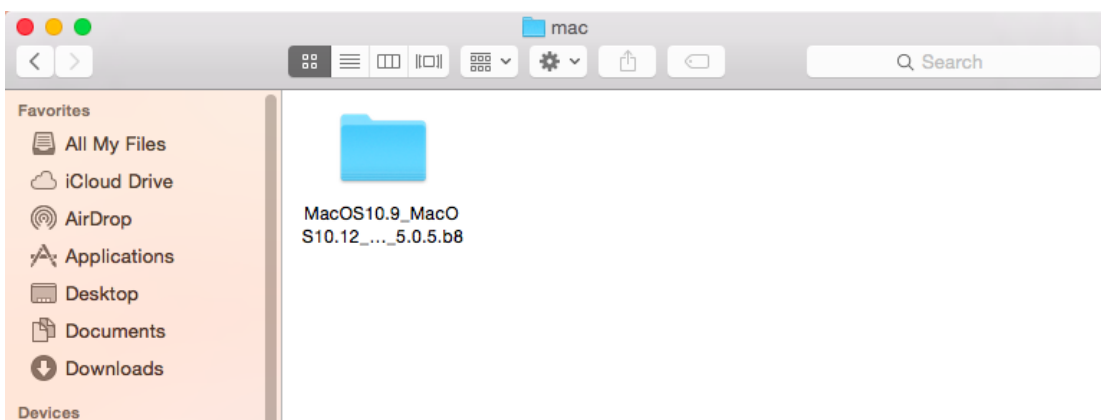 mac
Search
Favorites
All My Files
iCloud Drive
AirDrop
Applications
Desktop
Documents
Downloads
Devices
MacOS10.9_MacO
S10.12_..._5.0.5.b8